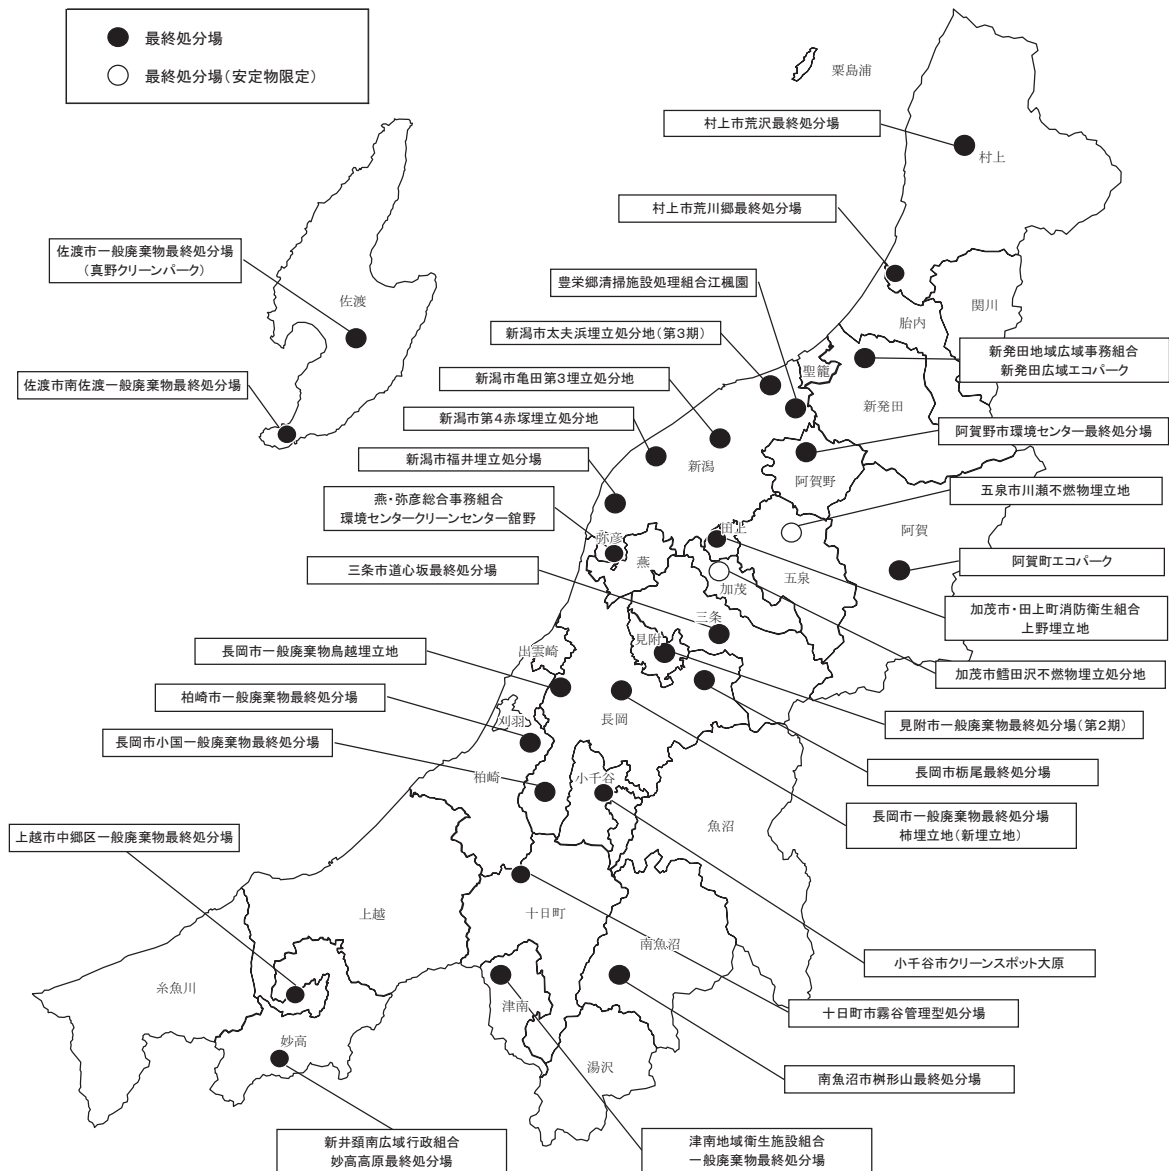 最終処分場
最終処分場(安定物限定)
粟島浦
村上市荒沢最終処分場
村上
村上市荒川郷最終処分場
佐渡市一般廃棄物最終処分場
(真野クリーンパーク)
佐渡
豊栄郷清掃施設処理組合江楓園
関川
胎内
新潟市太夫浜埋立処分地(第3期)
新発田地域広域事務組合
新発田広域エコパーク
聖籠
佐渡市南佐渡一般廃棄物最終処分場
新潟市亀田第3埋立処分地
新発田
新潟市第4赤塚埋立処分地
阿賀野市環境センター最終処分場
新潟市福井埋立処分場
新潟
阿賀野
五泉市川瀬不燃物埋立地
燕・弥彦総合事務組合
環境センタークリーンセンター舘野
田上
阿賀
弥彦
燕
三条市道心坂最終処分場
加茂
五泉
阿賀町エコパーク
加茂市・田上町消防衛生組合
上野埋立地
三条
見附
長岡市一般廃棄物鳥越埋立地
出雲崎
加茂市鱈田沢不燃物埋立処分地
柏崎市一般廃棄物最終処分場
刈羽
長岡
見附市一般廃棄物最終処分場(第2期)
長岡市小国一般廃棄物最終処分場
柏崎
小千谷
長岡市栃尾最終処分場
長岡市一般廃棄物最終処分場
柿埋立地(新埋立地)
魚沼
上越市中郷区一般廃棄物最終処分場
上越
十日町
南魚沼
小千谷市クリーンスポット大原
糸魚川
津南
十日町市霧谷管理型処分場
妙高
湯沢
南魚沼市桝形山最終処分場
新井頚南広域行政組合
妙高高原最終処分場
津南地域衛生施設組合
一般廃棄物最終処分場